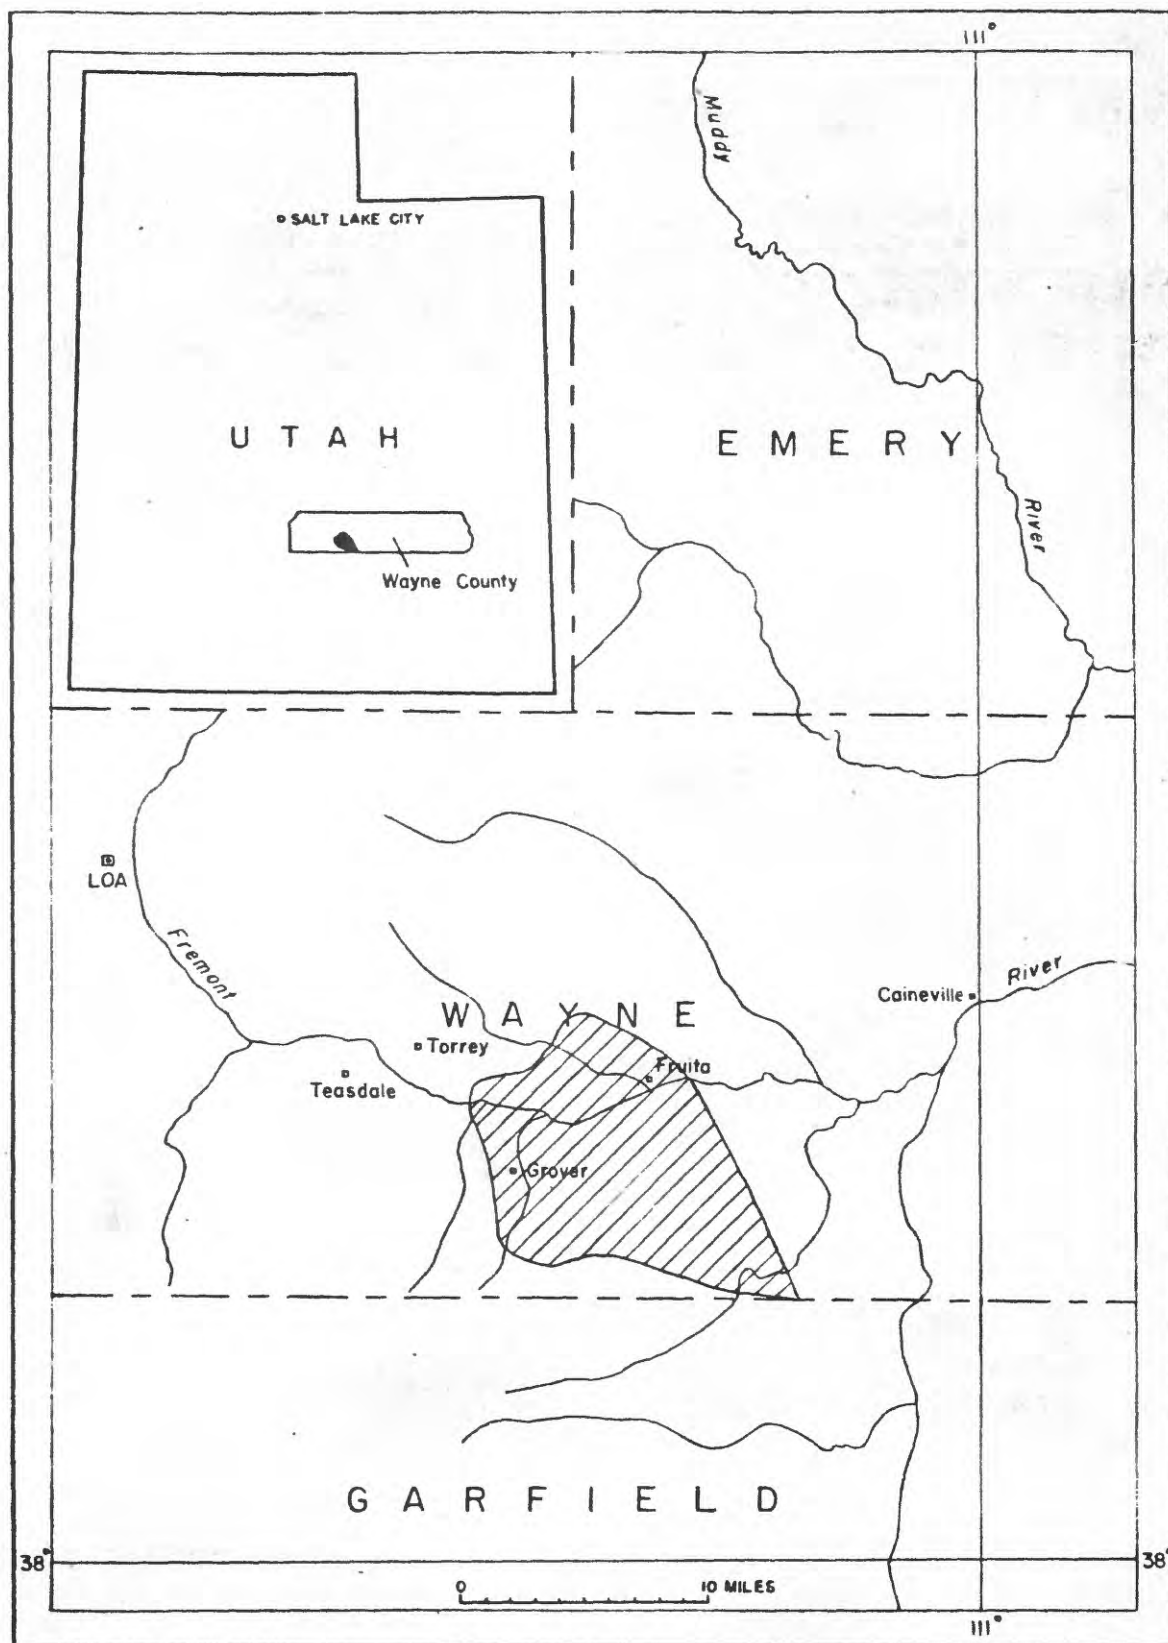 111°
Muddy
SALT LAKE CITY
UTAH
EMERY
River
Wayne County
LOA
Fremont
River
Caineville
WAYNE
Torrey
Fruita
Teasdale
Grover
GARFIELD
38°
38°
0 10 MILES
111°